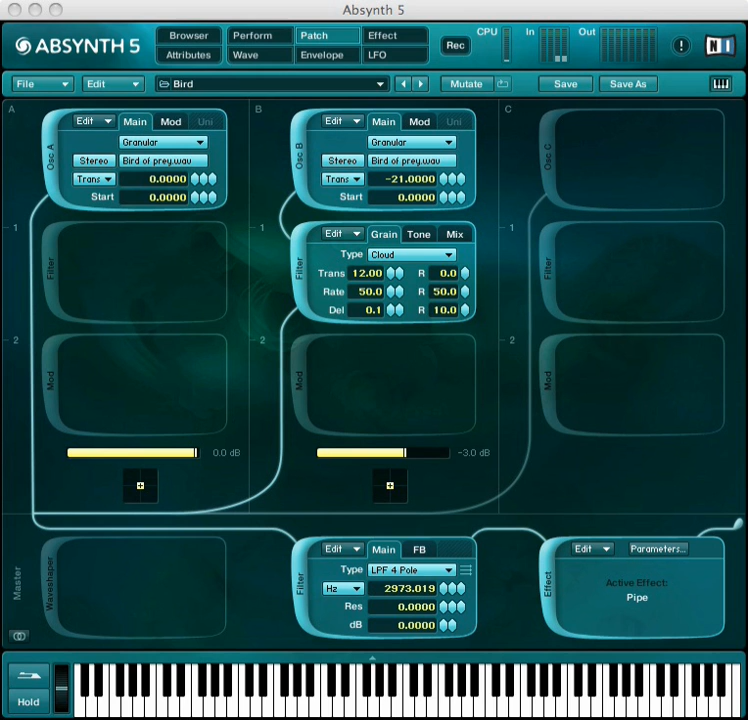 Absynth 5
ABSYNTH 5
Browser Perform Patch Effect
Attributes Wave Envelope LFO
Rec
CPU In Out
!
N I
File Edit Bird Mutate Save Save As
A B C
Osc A
Edit Main Mod Uni
Granular
Stereo Bird of prey.wav
Trans 0.0000
Start 0.0000
Osc B
Edit Main Mod Uni
Granular
Stereo Bird of prey.wav
Trans -21.0000
Start 0.0000
Osc C
1 1 1
Filter
Filter
Edit Grain Tone Mix
Type Cloud
Trans 12.00 R 0.0
Rate 50.0 R 50.0
Del 0.1 R 10.0
Filter
2 2 2
Mod
Mod
Mod
0.0 dB
-3.0 dB
Master
Waveshaper
Filter
Edit Main FB
Type LPF 4 Pole
Hz 2973.019
Res 0.0000
dB 0.0000
Effect
Edit Parameters...
Active Effect:
Pipe
Hold